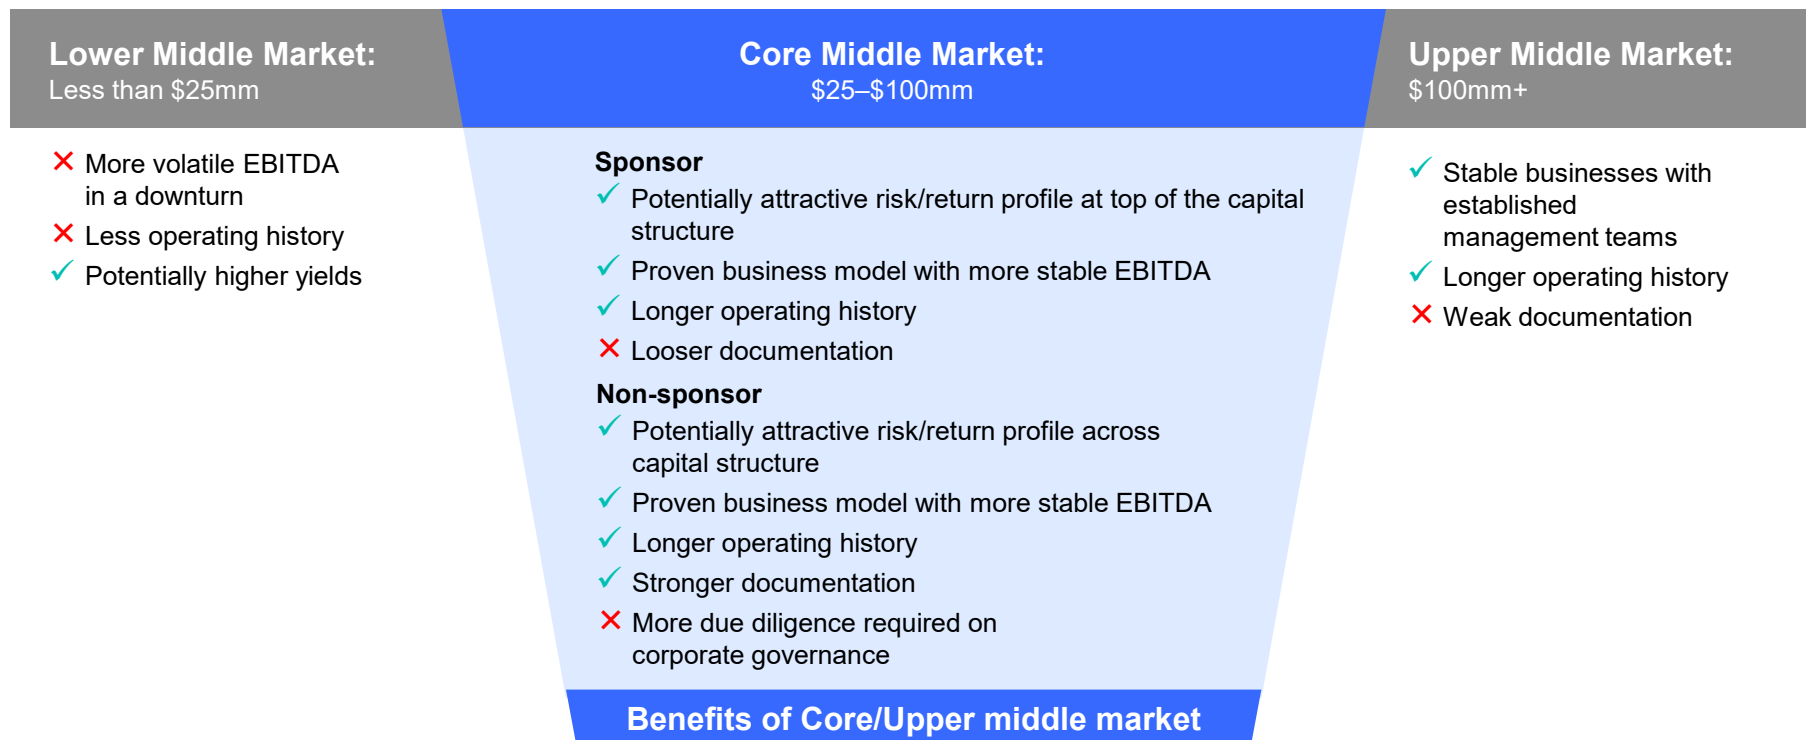 Lower Middle Market:
Less than $25mm
Core Middle Market:
$25–$100mm
Upper Middle Market:
$100mm+
More volatile EBITDA
in a downturn
Less operating history
Potentially higher yields
Sponsor
Potentially attractive risk/return profile at top of the capital
structure
Proven business model with more stable EBITDA
Longer operating history
Looser documentation
Non-sponsor
Potentially attractive risk/return profile across
capital structure
Proven business model with more stable EBITDA
Longer operating history
Stronger documentation
More due diligence required on
corporate governance
Stable businesses with
established
management teams
Longer operating history
Weak documentation
Benefits of Core/Upper middle market